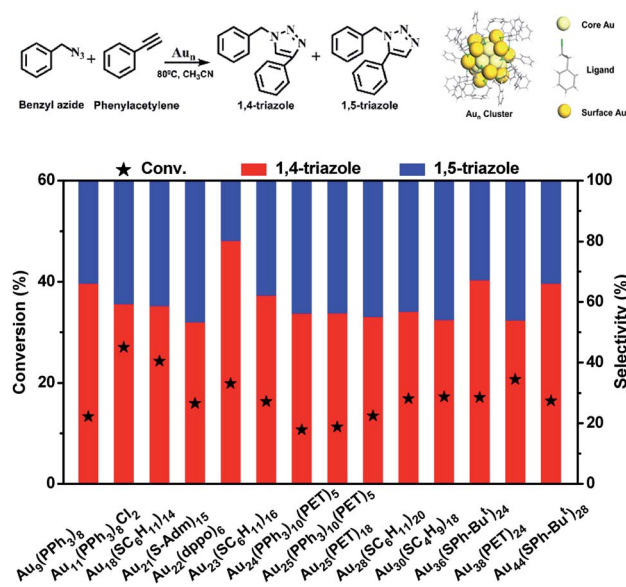 N₃
+
Auₙ
80ºC, CH₃CN
N
N
N
+
N
N
N
Benzyl azide
Phenylacetylene
1,4-triazole
1,5-triazole
Auₙ Cluster
Core Au
Ligand
Surface Au
★ Conv.
1,4-triazole
1,5-triazole
Conversion (%)
60
40
20
0
Selectivity (%)
100
80
60
40
20
0
Au₉(PPh₃)₈
Au₁₁(PPh₃)₈Cl₂
Au₁₈(SC₆H₁₁)₁₄
Au₂₁(S-Adm)₁₅
Au₂₂(dppo)₆
Au₂₃(SC₆H₁₁)₁₆
Au₂₄(PPh₃)₁₀(PET)₅
Au₂₅(PPh₃)₁₀(PET)₅
Au₂₅(PET)₁₈
Au₂₈(SC₆H₁₁)₂₀
Au₃₀(SC₄H₉)₁₈
Au₃₆(SPh-Buᵗ)₂₄
Au₃₈(PET)₂₄
Au₄₄(SPh-Buᵗ)₂₈